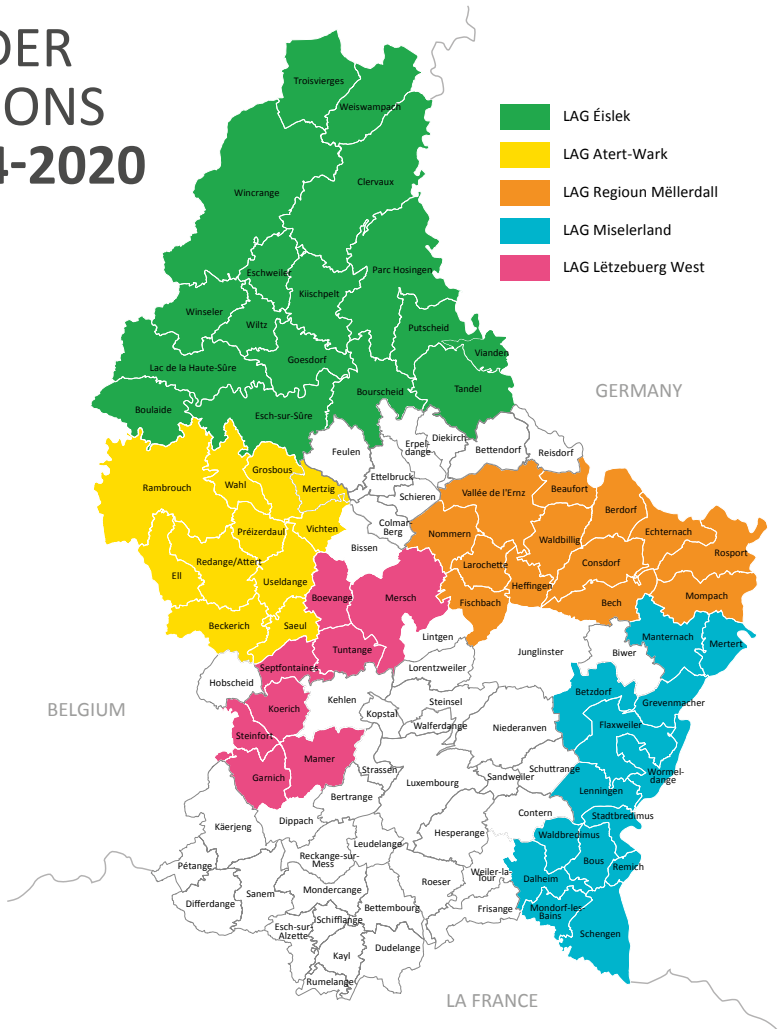 DER
ONS
4-2020
LAG Éislek
LAG Atert-Wark
LAG Regioun Mëllerdall
LAG Miselerland
LAG Lëtzebuerg West
Troisvierges
Weiswampach
Wincrange
Clervaux
Eschweiler
Parc Hosingen
Kiischpelt
Winseler
Wiltz
Putscheid
Vianden
Goesdorf
Lac de la Haute-Sûre
Tandel
Bourscheid
Boulaide
Esch-sur-Sûre
GERMANY
Diekirch
Erpel-
dange
Feulen
Bettendorf
Reisdorf
Grosbous
Ettelbruck
Wahl
Rambrouch
Mertzig
Schieren
Vallée de l'Ernz
Beaufort
Berdorf
Colmar-
Berg
Vichten
Préizerdaul
Nommern
Waldbillig
Echternach
Bissen
Rosport
Redange/Attert
Larochette
Consdorf
Ell
Useldange
Heffingen
Boevange
Mersch
Fischbach
Bech
Mompach
Beckerich
Saeul
Lintgen
Manternach
Mertert
Tuntange
Junglinster
Biwer
Septfontaines
Lorentzweiler
Hobscheid
Betzdorf
Kehlen
Steinsel
Grevenmacher
BELGIUM
Koerich
Kopstal
Walferdange
Niederanven
Flaxweiler
Steinfort
Mamer
Strassen
Schuttrange
Wormel-
dange
Garnich
Sandweiler
Luxembourg
Lenningen
Bertrange
Contern
Stadtbredimus
Dippach
Käerjeng
Hesperange
Waldbredimus
Leudelange
Reckange-sur-
Mess
Bous
Pétange
Remich
Weiler-la-
Tour
Dalheim
Roeser
Mondercange
Sanem
Differdange
Bettembourg
Frisange
Mondorf-les-
Bains
Schifflange
Esch-sur-
Alzette
Schengen
Dudelange
Kayl
Rumelange
LA FRANCE